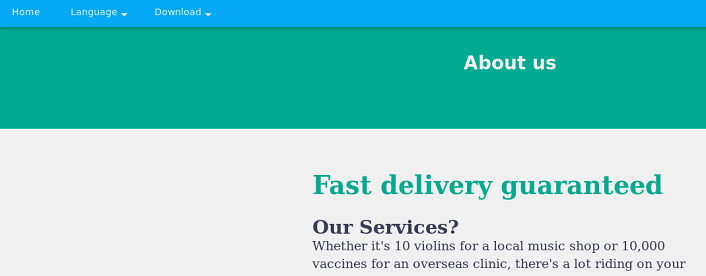 Home Language Download
About us
Fast delivery guaranteed
Our Services?
Whether it's 10 violins for a local music shop or 10,000
vaccines for an overseas clinic, there's a lot riding on your